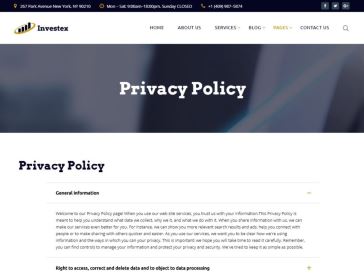 267 Park Avenue New York, NY 90210
Mon – Sat: 9:00am–18:00pm. Sunday CLOSED
+1 (409) 987–5874
Investex
HOME
ABOUT US
SERVICES
BLOG
PAGES
CONTACT US
Privacy Policy
Privacy Policy
General information
Welcome to our Privacy Policy page! When you use our web site services, you trust us with your information. This Privacy Policy is
meant to help you understand what data we collect, why we it, and what we do with it. When you share information with us, we can
make our services even better for you. For instance, we can show you more relevant search results and ads, help you connect with
people or to make sharing with others quicker and easier. As you use our services, we want you to be clear how we're using
information and the ways in which you can your privacy. This is important; we hope you will take time to read it carefully. Remember,
you can find controls to manage your information and protect your privacy and security. We've tried to keep it as simple as possible.
Right to access, correct and delete data and to object to data processing